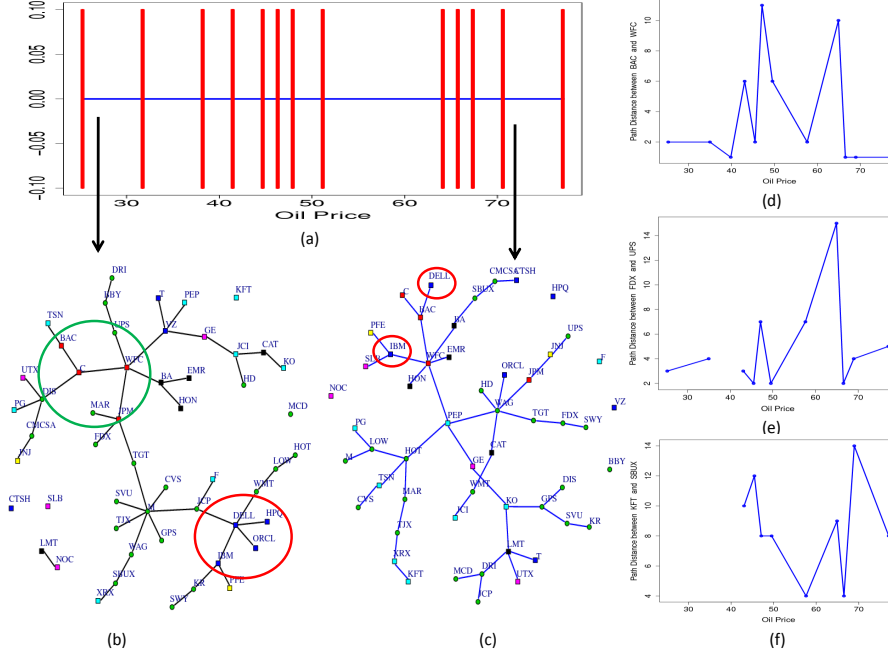 0.10
0.05
0.00
-0.05
-0.10
30
40
50
60
70
Oil Price
(a)
DRI
BBY
UPS
T
PEP
KFT
VZ
TSN
BAC
GE
WFC
JCI
CAT
KO
UTX
C
BA
EMR
HD
DIS
PG
MAR
JPM
HON
MCD
CMCSA
FDX
JNJ
TGT
HOT
LOW
CVS
F
WMT
CTSH
SLB
SVU
M
JCP
DELL
HPQ
TJX
GPS
ORCL
LMT
WAG
IBM
NOC
SBUX
KR
PFE
XRX
SWY
(b)
CMCSA
CTSH
DELL
HPQ
C
SBUX
BAC
BA
PFE
UPS
IBM
SLB
WFC
EMR
JNJ
F
HON
ORCL
JPM
NOC
HD
WAG
VZ
PEP
TGT
FDX
SWY
PG
LOW
HOT
CAT
M
GE
BBY
TSN
WMT
DIS
CVS
MAR
KO
GPS
JCI
SVU
KR
TJX
XRX
LMT
T
KFT
MCD
DRI
UTX
JCP
(c)
Path Distance between BAC and WFC
10
8
6
4
2
30
40
50
60
70
Oil Price
(d)
Path Distance between FDX and UPS
14
12
10
8
6
4
2
30
40
50
60
70
Oil Price
(e)
Path Distance between KFT and SBUX
14
12
10
8
6
4
30
40
50
60
70
Oil Price
(f)